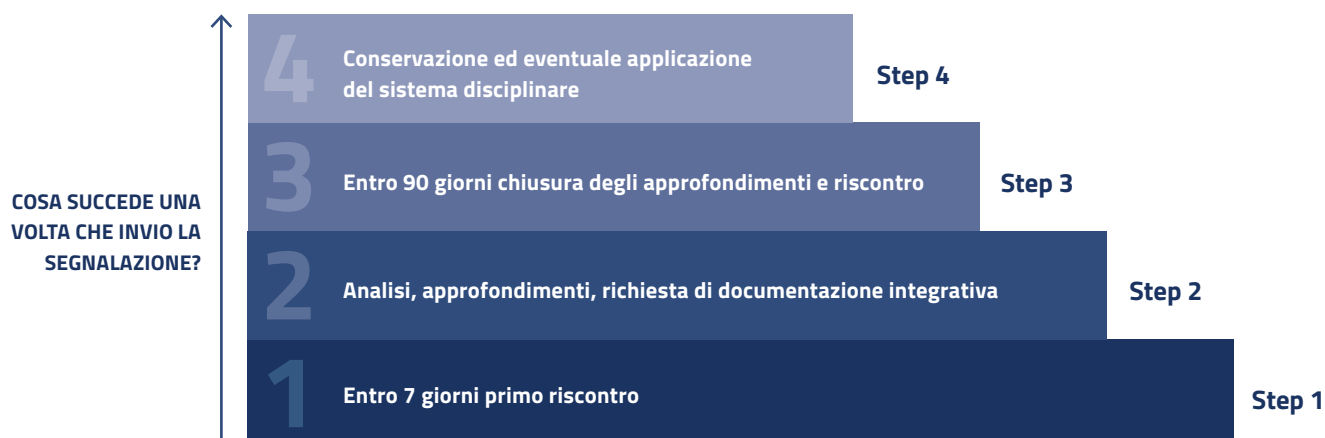 4
Conservazione ed eventuale applicazione
del sistema disciplinare
Step 4
3
Entro 90 giorni chiusura degli approfondimenti e riscontro
Step 3
COSA SUCCEDE UNA
VOLTA CHE INVIO LA
SEGNALAZIONE?
2
Analisi, approfondimenti, richiesta di documentazione integrativa
Step 2
1
Entro 7 giorni primo riscontro
Step 1